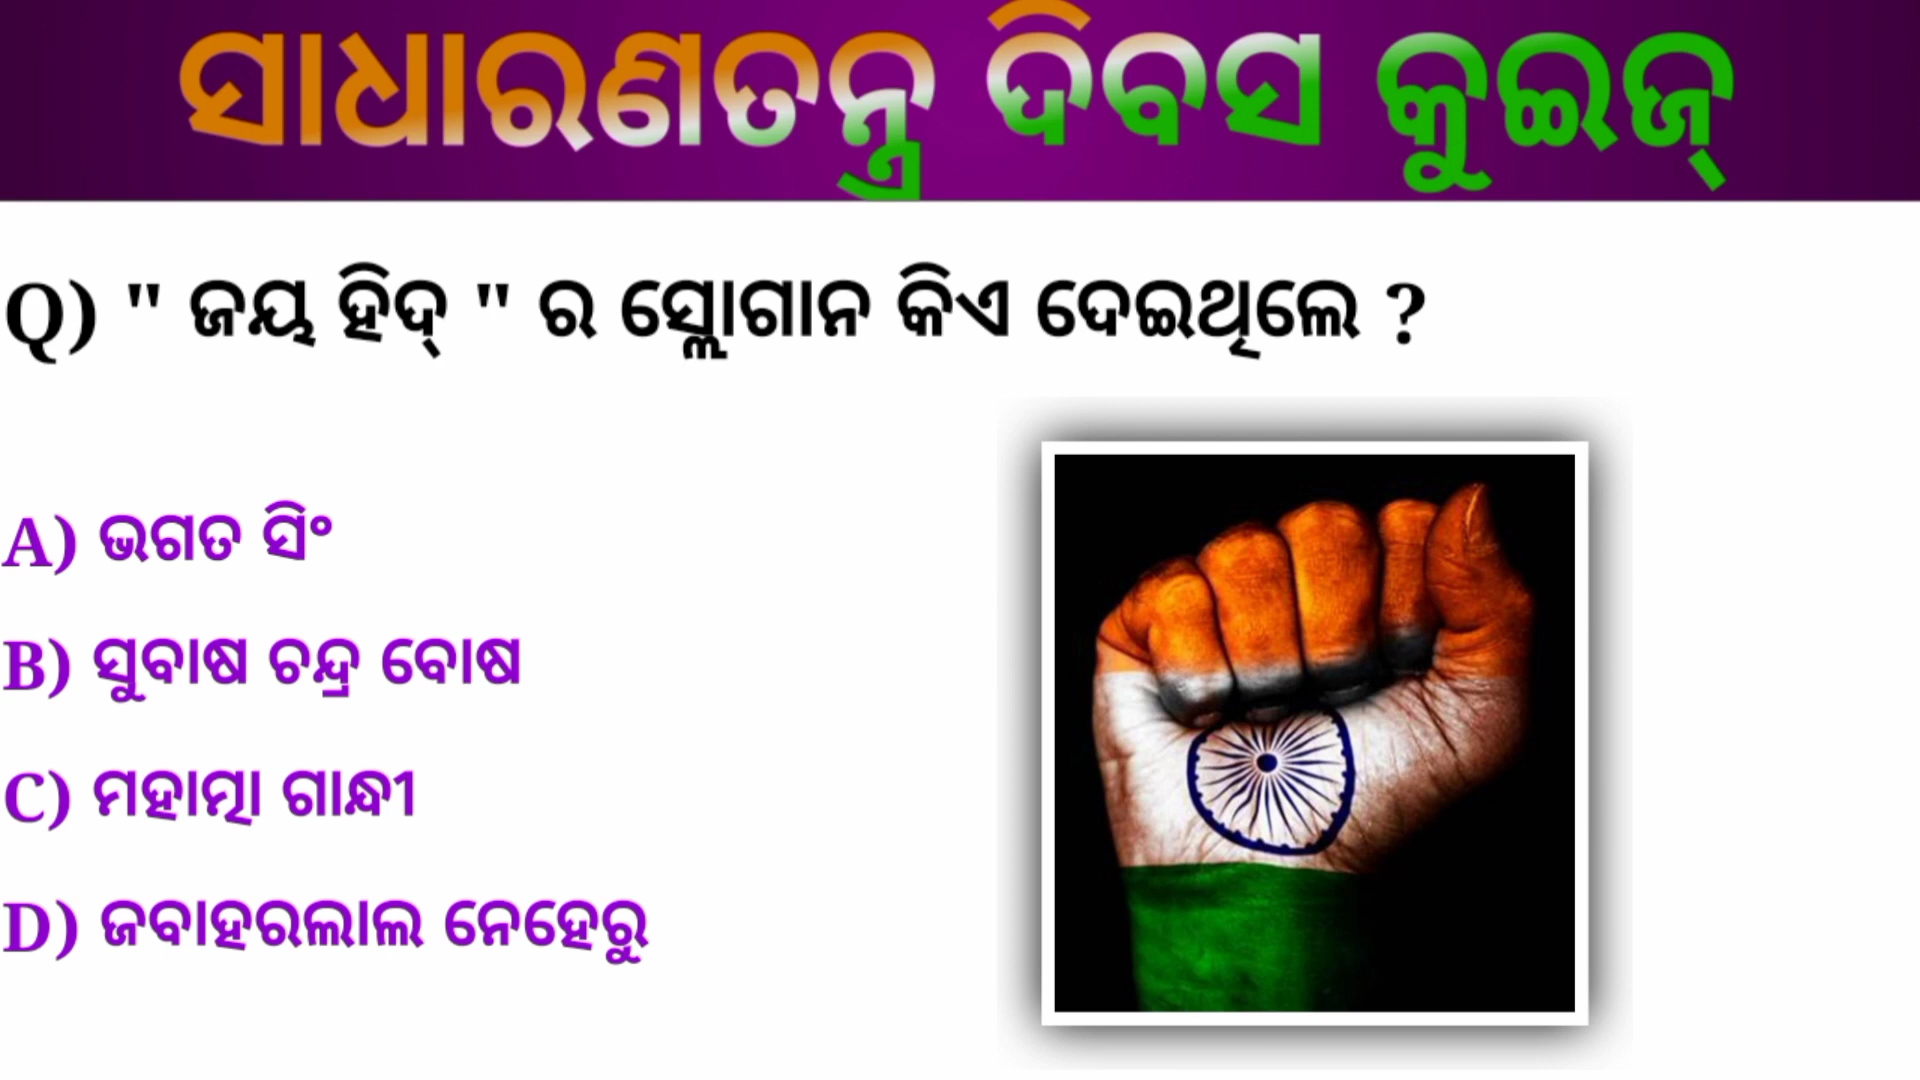 ସାଧାରଣତନ୍ତ୍ର ଦିବସ କୁଇଜ୍
Q) " ଜୟ ହିଦ୍ " ର ସ୍ଲୋଗାନ କିଏ ଦେଇଥିଲେ ?
A) ଭଗତ ସିଂ
B) ସୁବାଷ ଚନ୍ଦ୍ର ବୋଷ
C) ମହାତ୍ମା ଗାନ୍ଧୀ
D) ଜବାହରଲାଲ ନେହେରୁ